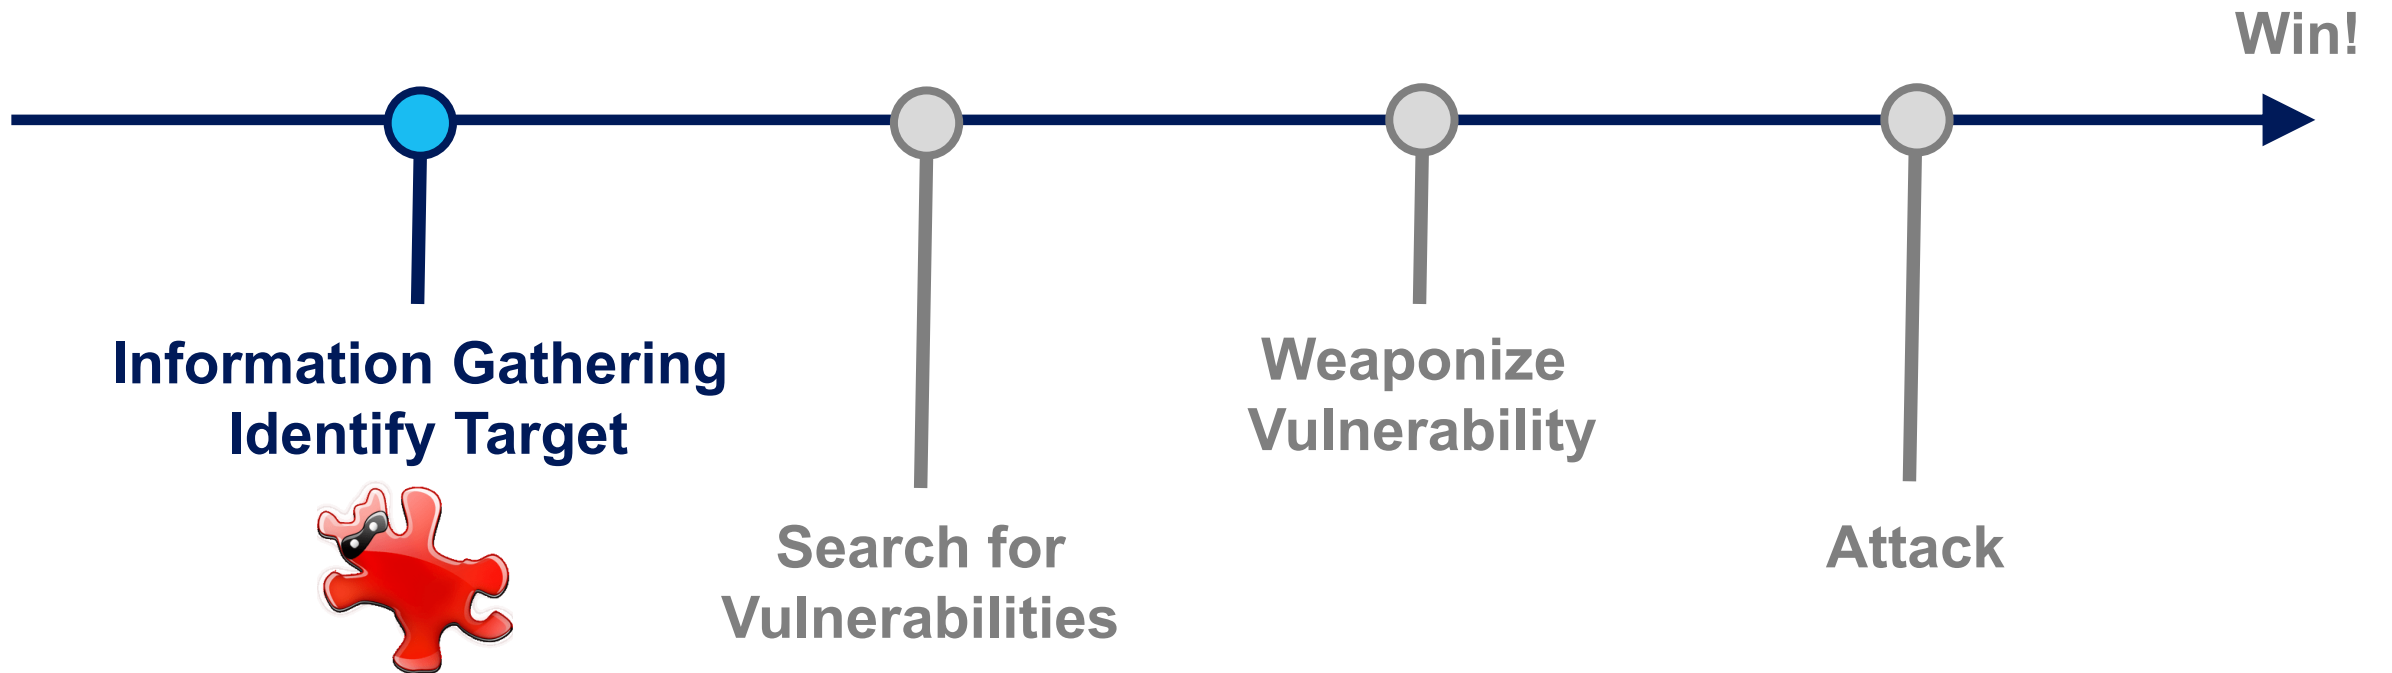 Win!
Information Gathering
Identify Target
Search for
Vulnerabilities
Weaponize
Vulnerability
Attack